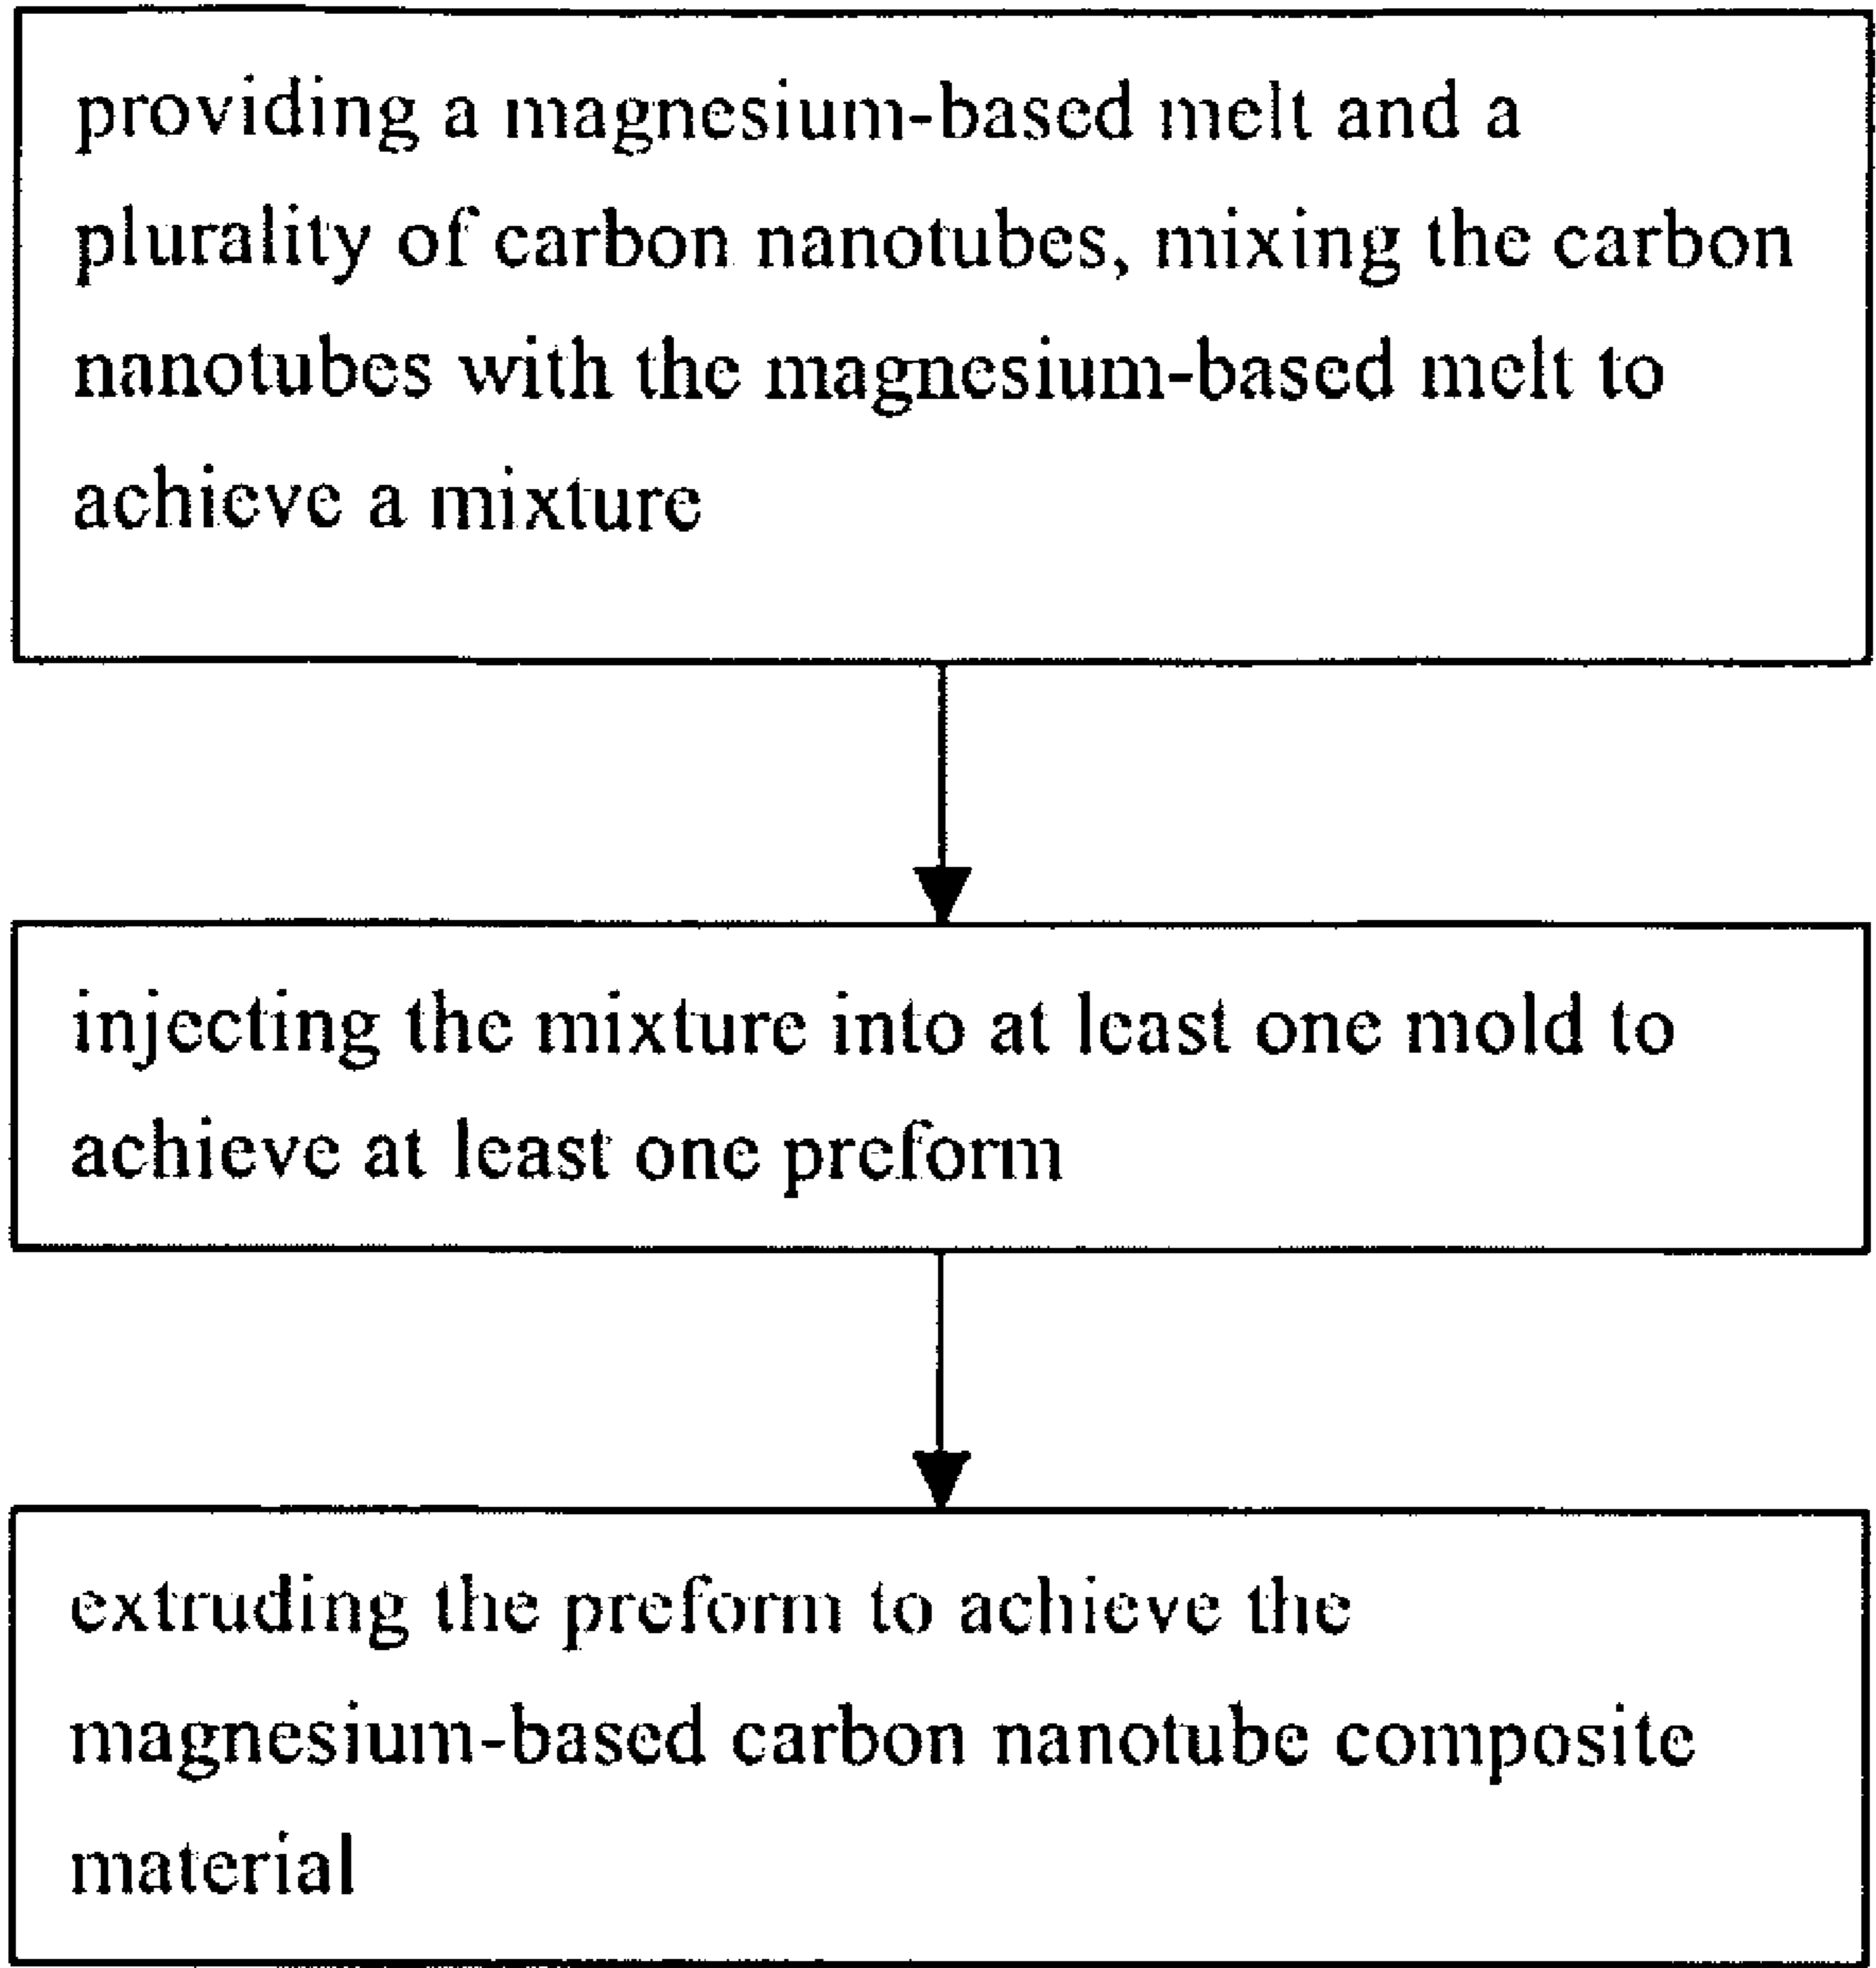 providing a magnesium-based melt and a
plurality of carbon nanotubes, mixing the carbon
nanotubes with the magnesium-based melt to
achieve a mixture
injecting the mixture into at least one mold to
achieve at least one preform
extruding the preform to achieve the
magnesium-based carbon nanotube composite
material